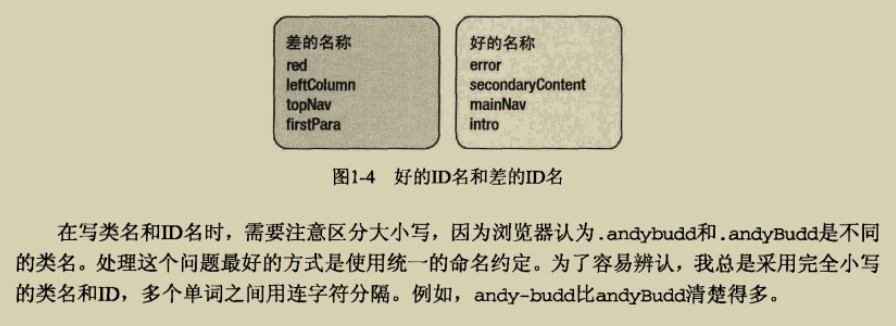 差的名称
red
leftColumn
topNav
firstPara
好的名称
error
secondaryContent
mainNav
intro
图1-4 好的ID名和差的ID名
在写类名和ID名时，需要注意区分大小写，因为浏览器认为.andybudd和.andyBudd是不同
的类名。处理这个问题最好的方式是使用统一的命名约定。为了容易辨认，我总是采用完全小写
的类名和ID，多个单词之间用连字符分隔。例如，andy-budd比andyBudd清楚得多。